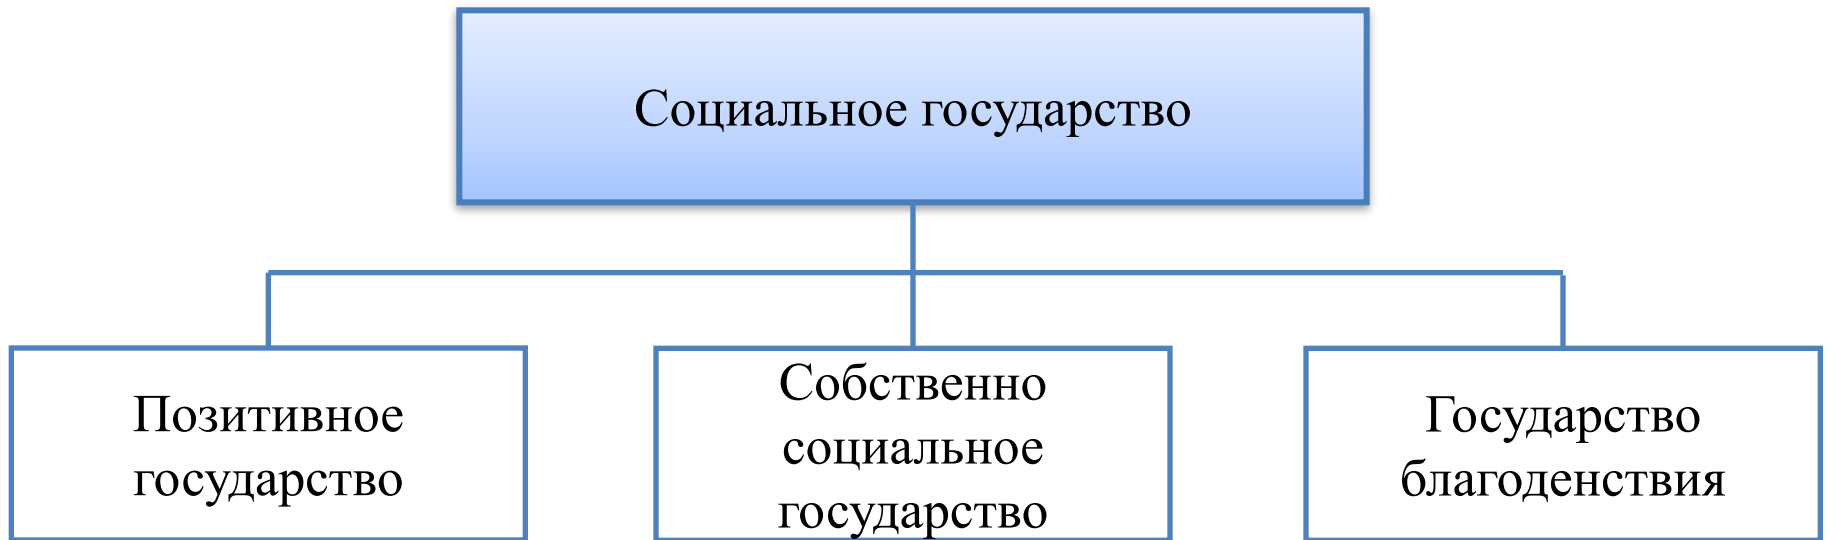 Социальное государство
Позитивное
государство
Собственно
социальное
государство
Государство
благоденствия